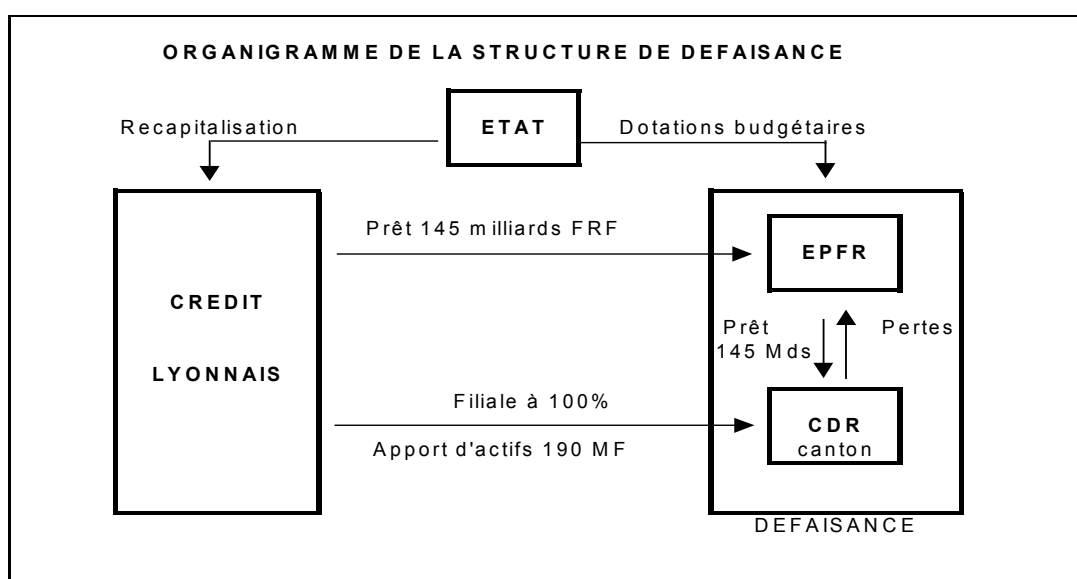 ORGANIGRAMME DE LA STRUCTURE DE DEFAISANCE
ETAT
Recapitalisation
Dotations budgétaires
Prêt 145 milliards FRF
EPFR
CREDIT
LYONNAIS
Prêt
145 Mds
Pertes
Filiale à 100%
Apport d'actifs 190 MF
CDR
canton
DEFAISANCE